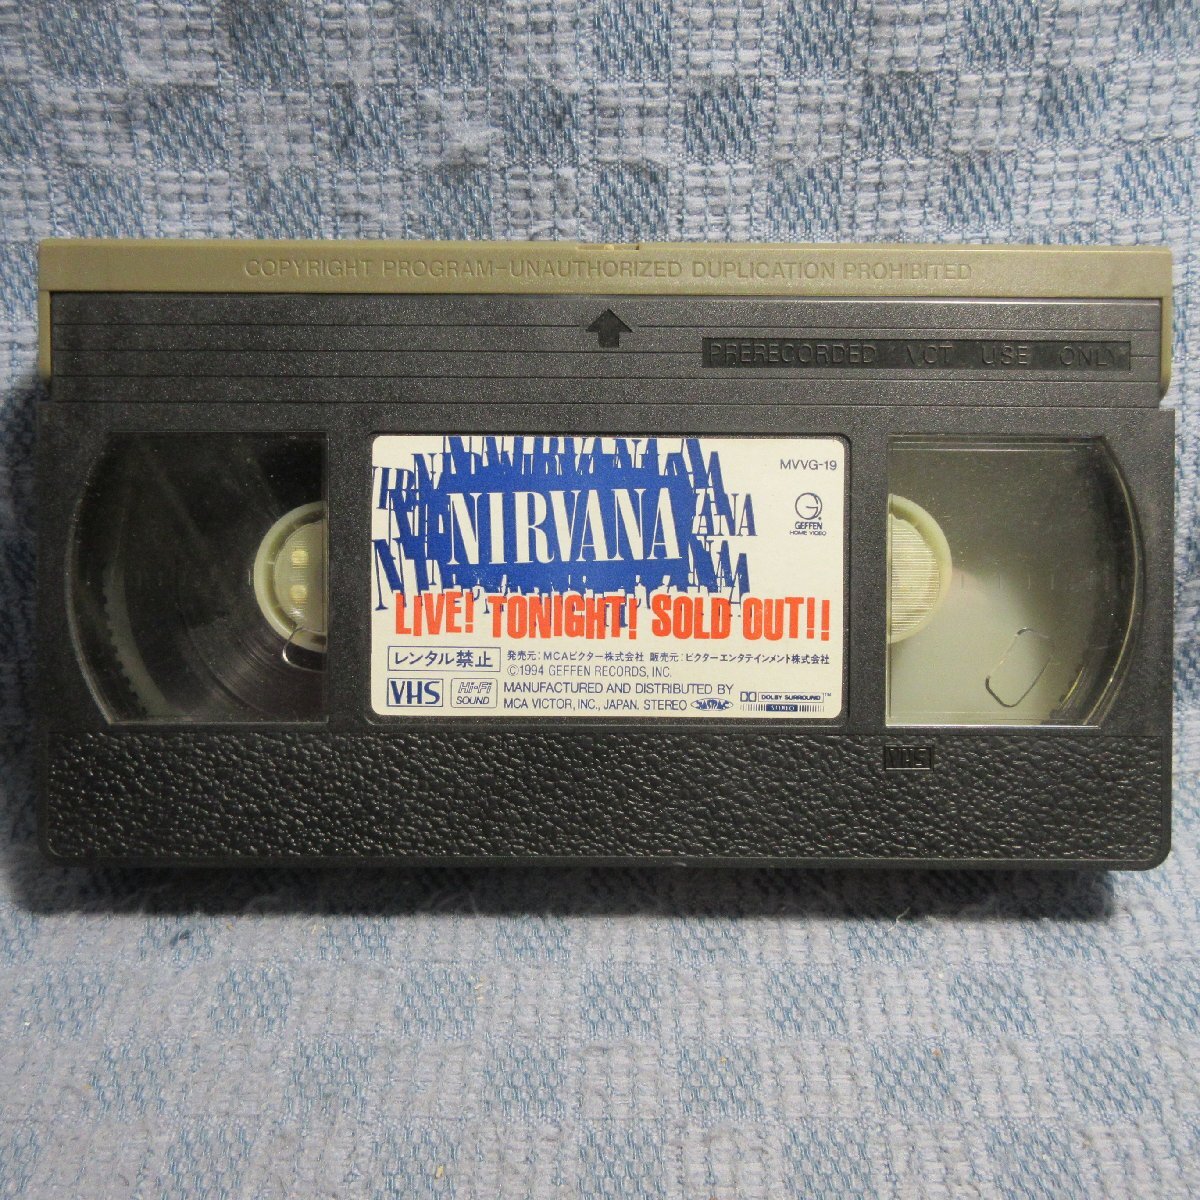 COPYRIGHT PROGRAM-UNAUTHORIZED DUPLICATION PROHIBITED
PRERECORDED NOT USE ONLY
MVVG-19
NIRVANA
GEFFEN
HOME VIDEO
LIVE! TONIGHT! SOLD OUT!!
レンタル禁止
発売元:MCAビクター株式会社 販売元:ビクターエンタテインメント株式会社
©1994 GEFFEN RECORDS, INC.
VHS
Hi-Fi
SOUND
MANUFACTURED AND DISTRIBUTED BY
MCA VICTOR, INC., JAPAN. STEREO
DOLBY SURROUND™
STEREO
VHS